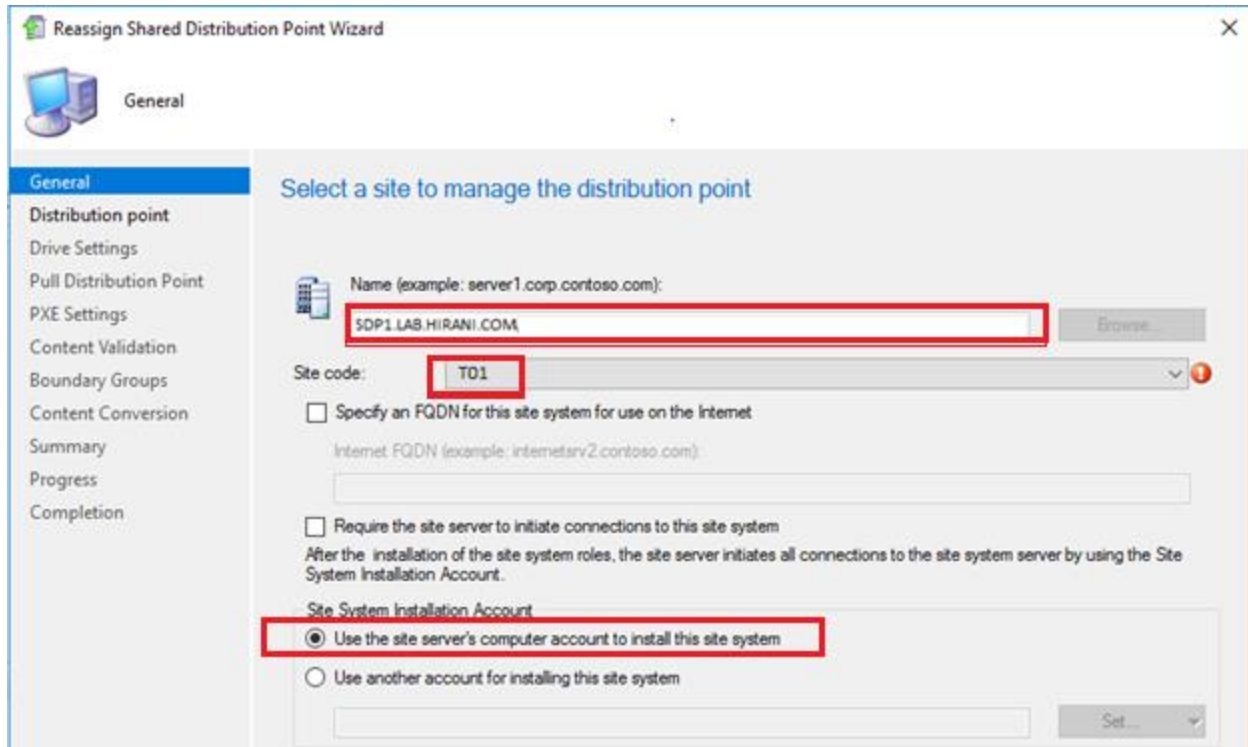 Reassign Shared Distribution Point Wizard
General
General
Distribution point
Drive Settings
Pull Distribution Point
PXE Settings
Content Validation
Boundary Groups
Content Conversion
Summary
Progress
Completion
Select a site to manage the distribution point
Name (example: server1.corp.contoso.com):
SDP1.LAB.HIRANI.COM\
Browse...
Site code:
T01
Specify an FQDN for this site system for use on the Internet
Internet FQDN (example: internetsrv2.contoso.com):
Require the site server to initiate connections to this site system
After the installation of the site system roles, the site server initiates all connections to the site system server by using the Site
System Installation Account.
Site System Installation Account
Use the site server's computer account to install this site system
Use another account for installing this site system
Set...